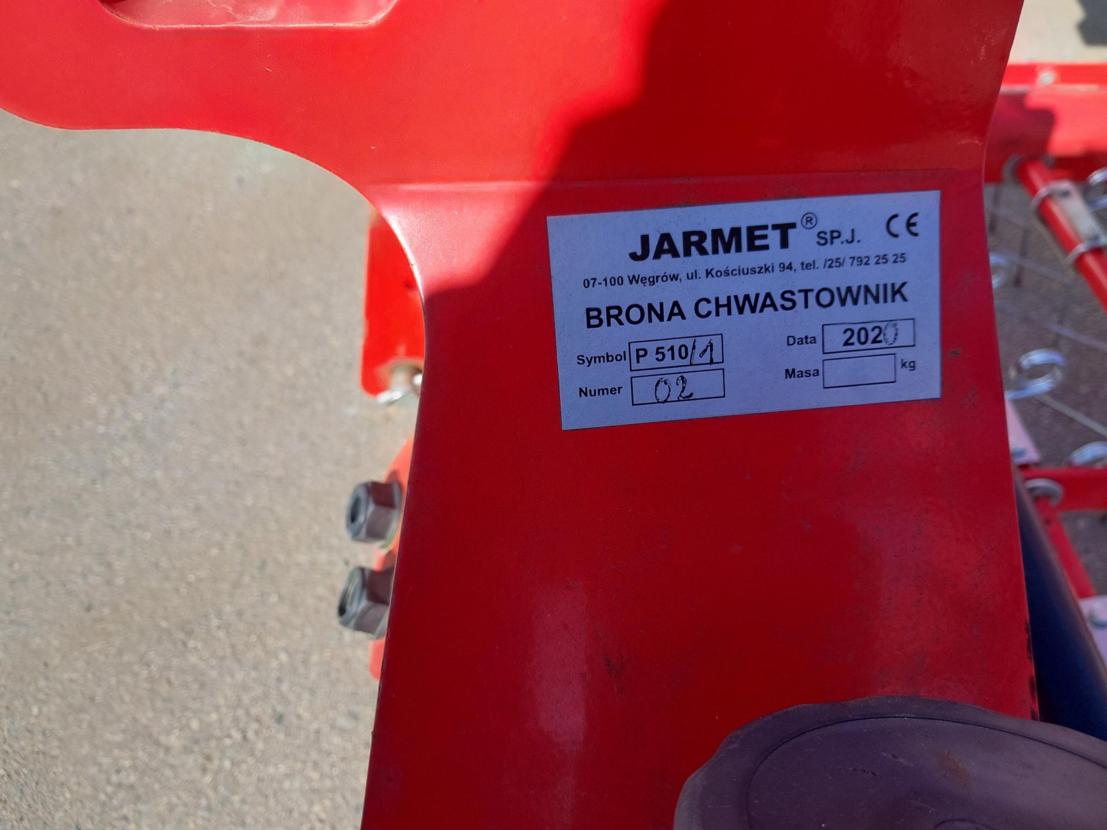 JARMET® SP.J. CE
07-100 Węgrów, ul. Kościuszki 94, tel. /25/ 792 25 25
BRONA CHWASTOWNIK
Symbol P 510/1 Data 2020
Numer 02 Masa kg